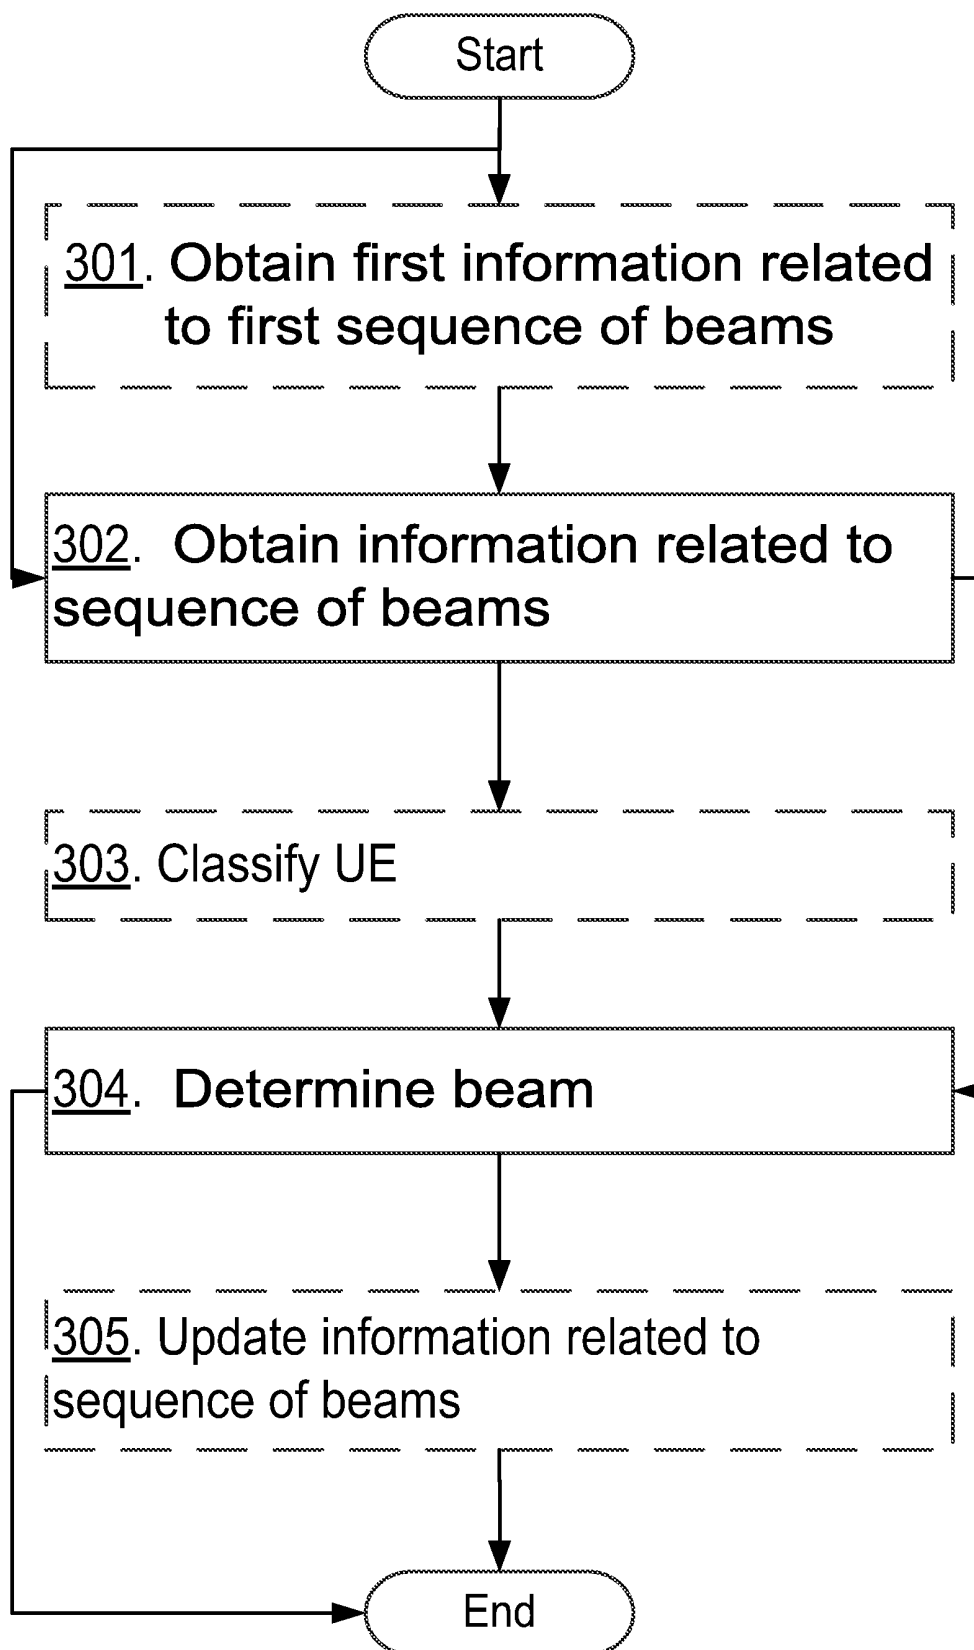 Start
301. Obtain first information related
to first sequence of beams
302. Obtain information related to
sequence of beams
303. Classify UE
304. Determine beam
305. Update information related to
sequence of beams
End